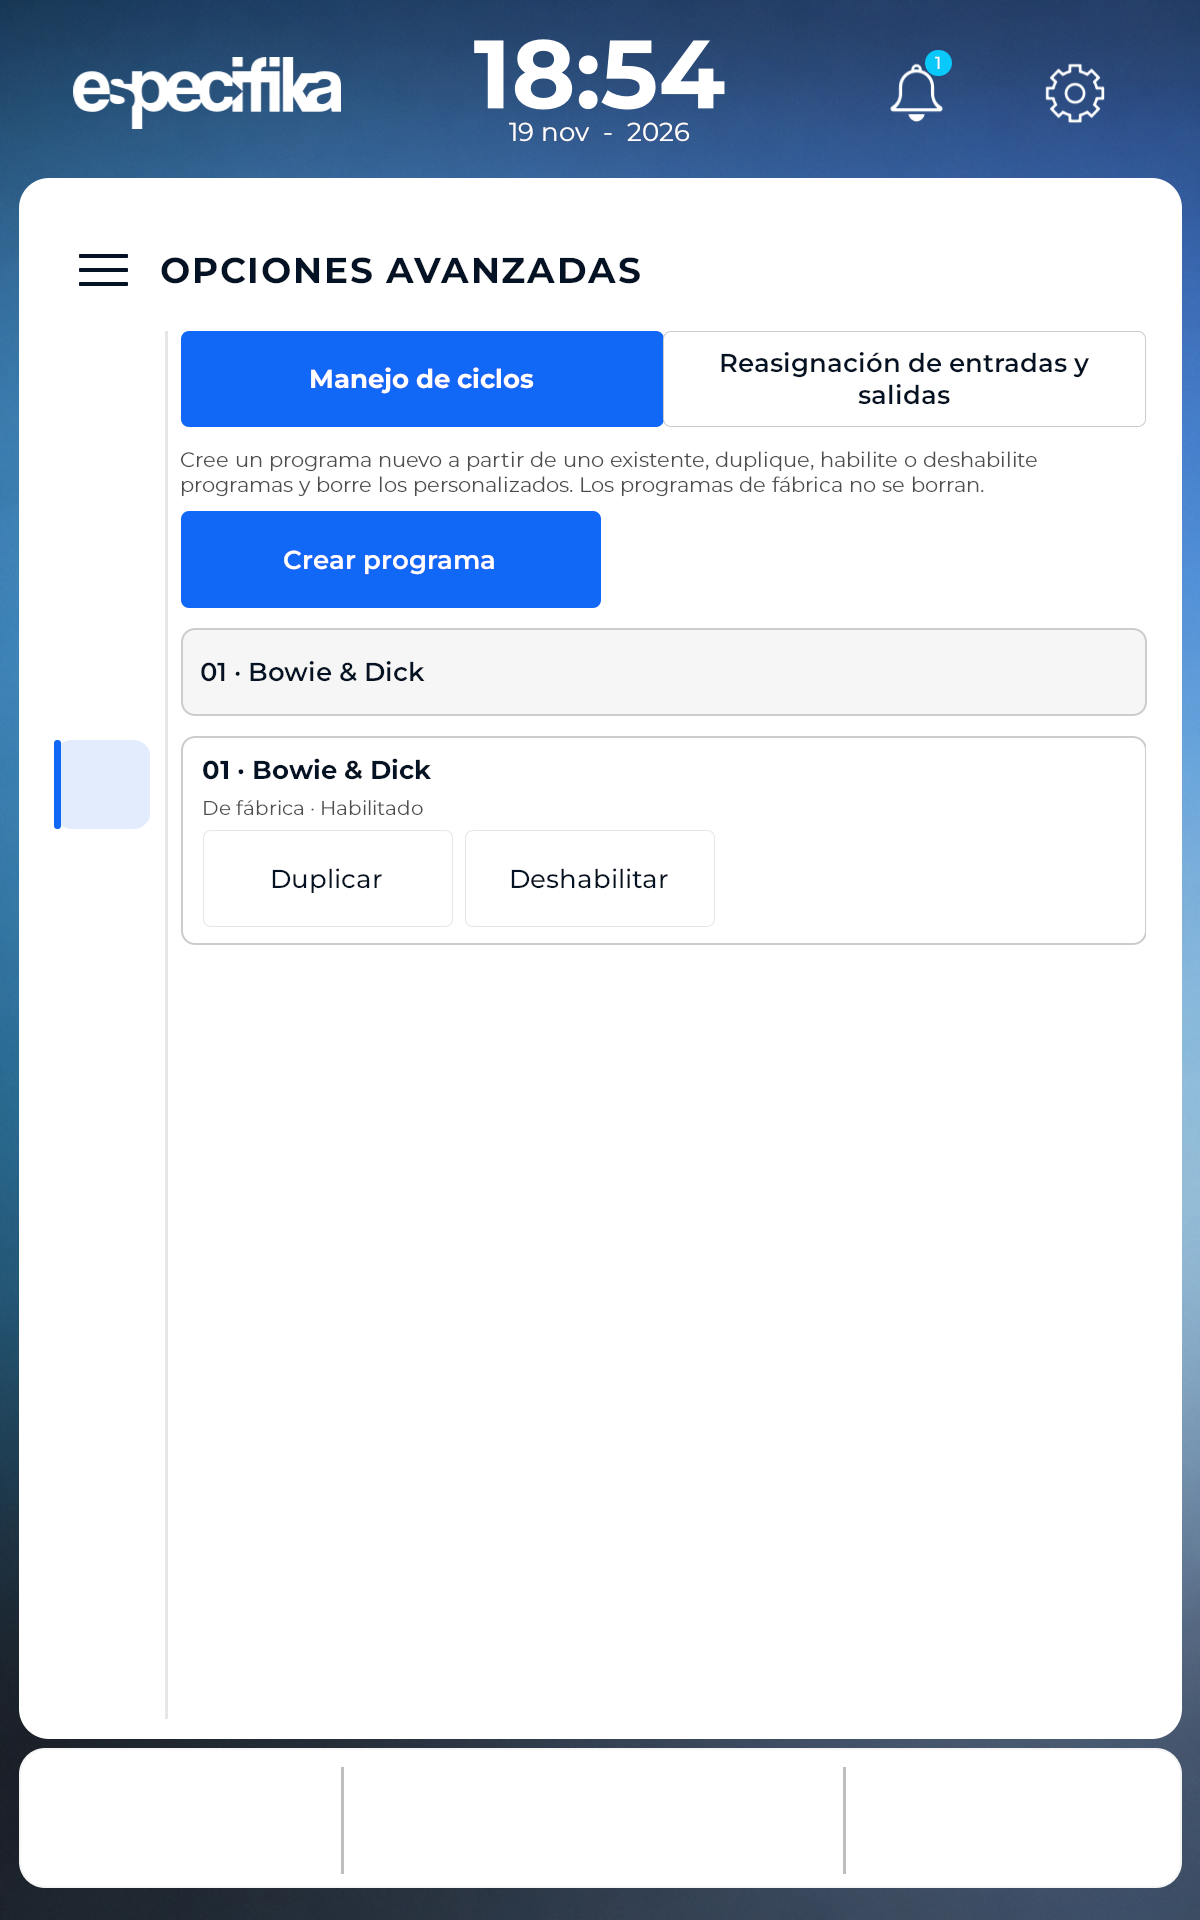 especifika
18:54
1
19 nov - 2026
OPCIONES AVANZADAS
Manejo de ciclos
Reasignación de entradas y
salidas
Cree un programa nuevo a partir de uno existente, duplique, habilite o deshabilite
programas y borre los personalizados. Los programas de fábrica no se borran.
Crear programa
01 · Bowie & Dick
01 · Bowie & Dick
De fábrica · Habilitado
Duplicar
Deshabilitar